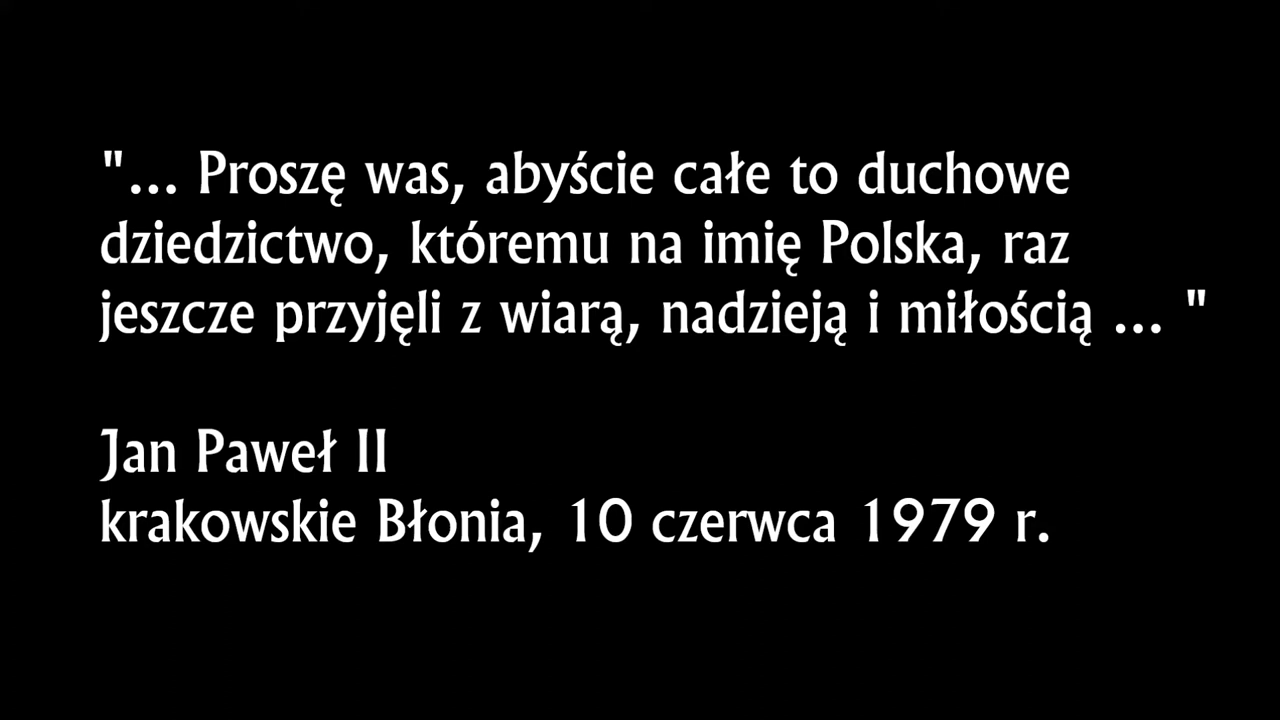 "... Proszę was, abyście całe to duchowe
dziedzictwo, któremu na imię Polska, raz
jeszcze przyjęli z wiarą, nadzieją i miłością ... "
Jan Paweł II
krakowskie Błonia, 10 czerwca 1979 r.